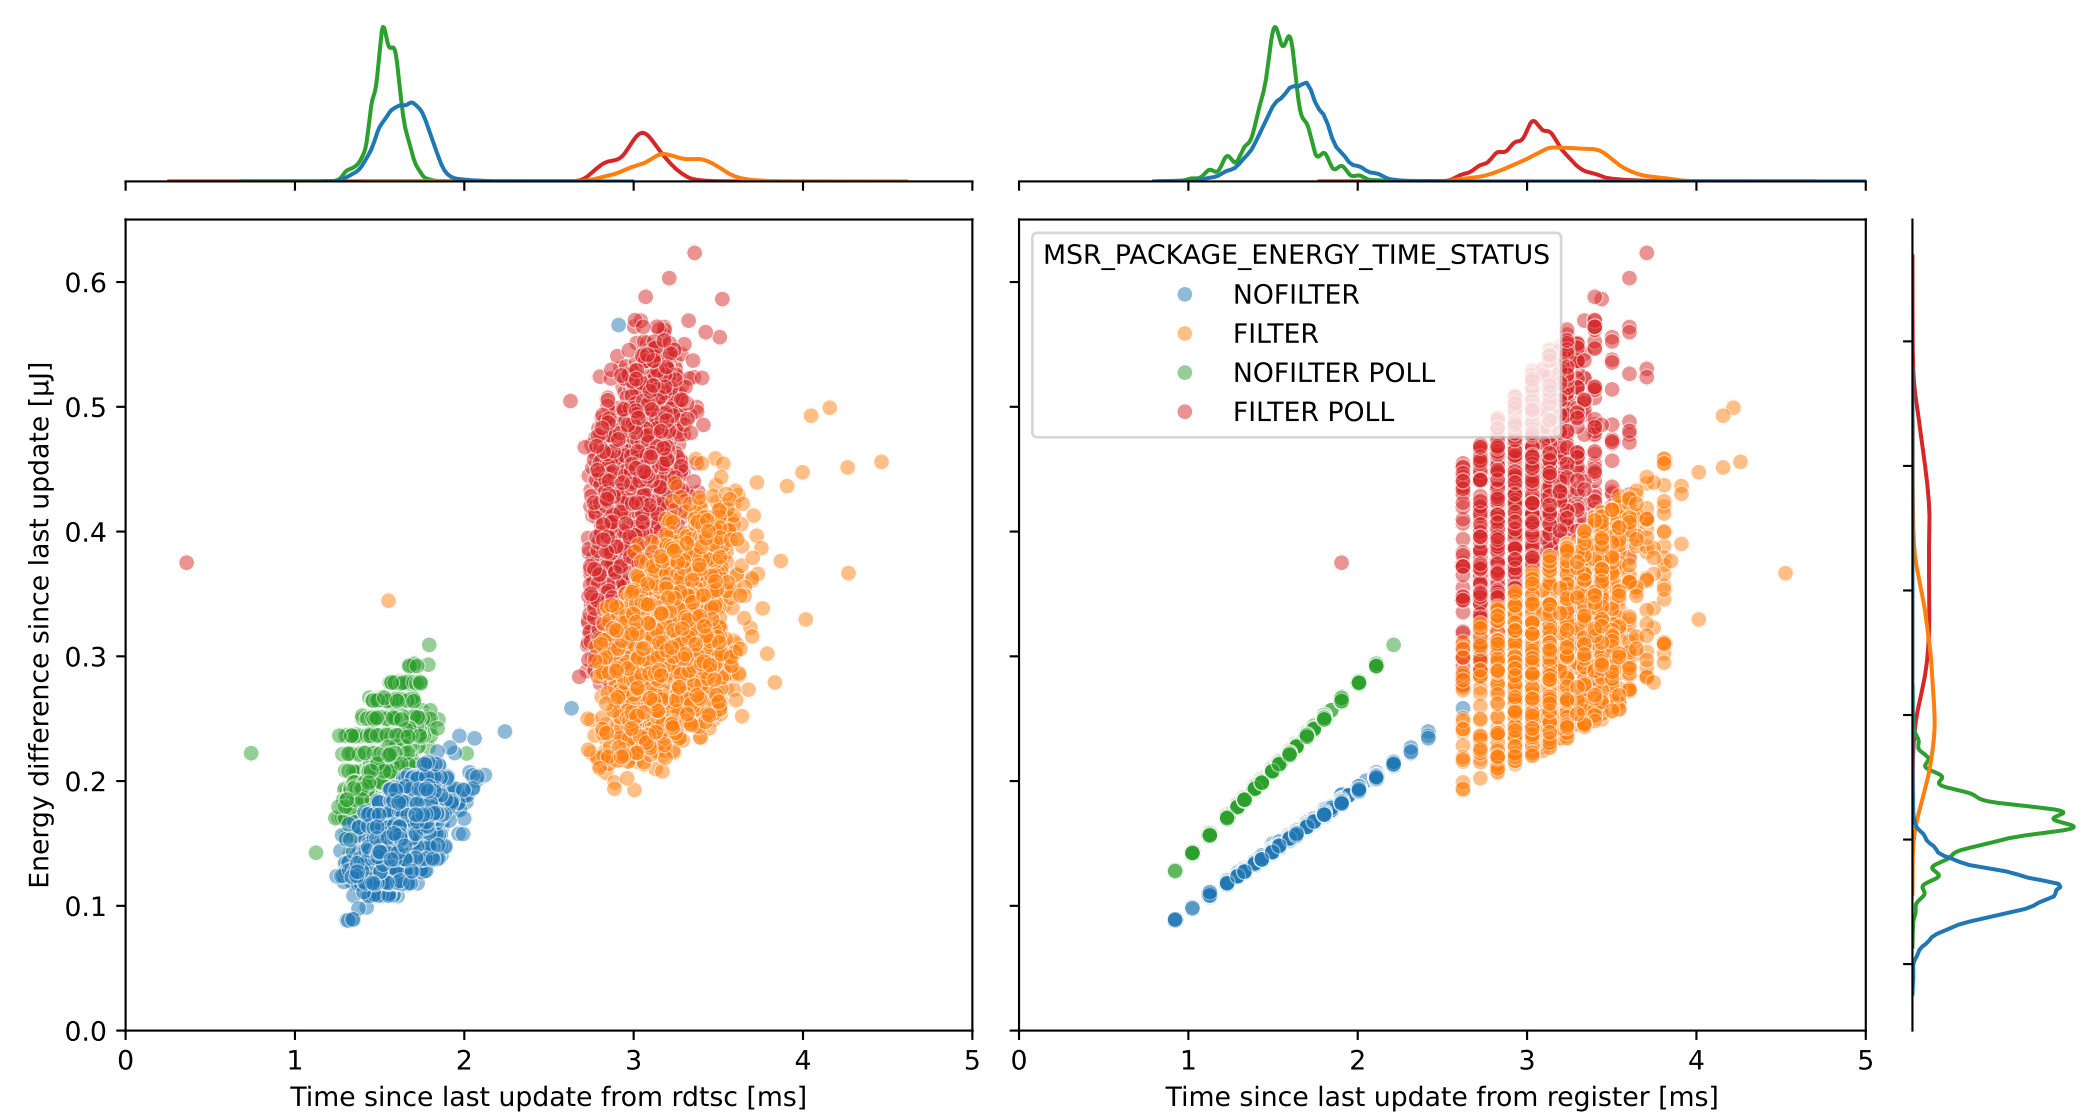 MSR_PACKAGE_ENERGY_TIME_STATUS
NOFILTER
FILTER
NOFILTER POLL
FILTER POLL
Energy difference since last update [µJ]
0.6
0.5
0.4
0.3
0.2
0.1
0.0
0 1 2 3 4 5
0 1 2 3 4 5
Time since last update from rdtsc [ms]
Time since last update from register [ms]